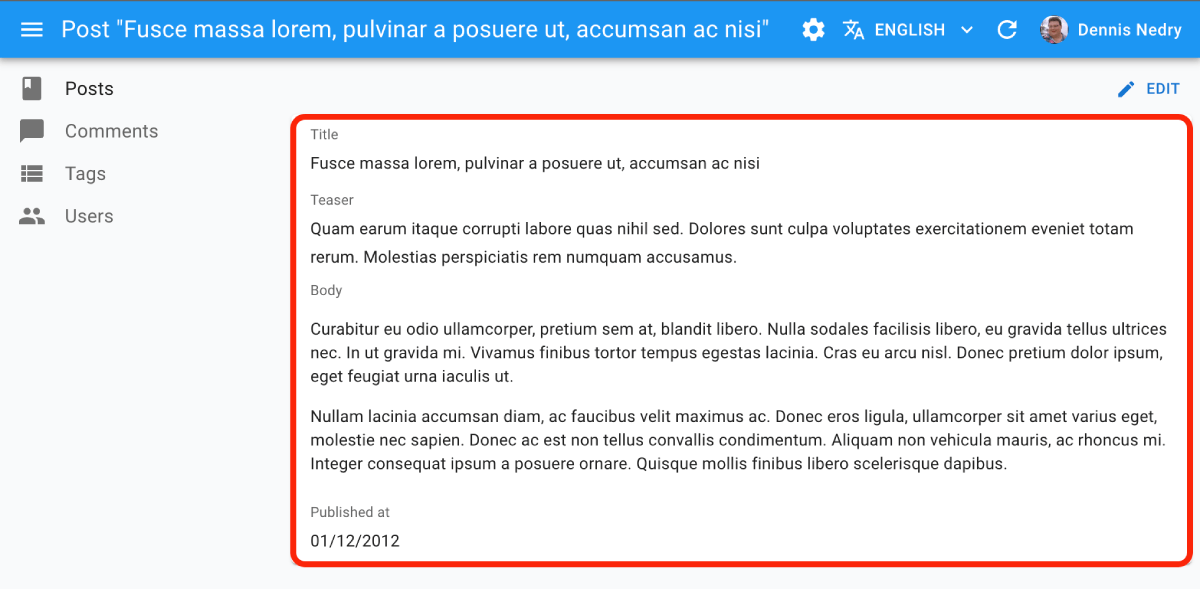 Post "Fusce massa lorem, pulvinar a posuere ut, accumsan ac nisi"
ENGLISH
Dennis Nedry
Posts
Comments
Tags
Users
EDIT
Title
Fusce massa lorem, pulvinar a posuere ut, accumsan ac nisi
Teaser
Quam earum itaque corrupti labore quas nihil sed. Dolores sunt culpa voluptates exercitationem eveniet totam
rerum. Molestias perspiciatis rem numquam accusamus.
Body
Curabitur eu odio ullamcorper, pretium sem at, blandit libero. Nulla sodales facilisis libero, eu gravida tellus ultrices
nec. In ut gravida mi. Vivamus finibus tortor tempus egestas lacinia. Cras eu arcu nisl. Donec pretium dolor ipsum,
eget feugiat urna iaculis ut.
Nullam lacinia accumsan diam, ac faucibus velit maximus ac. Donec eros ligula, ullamcorper sit amet varius eget,
molestie nec sapien. Donec ac est non tellus convallis condimentum. Aliquam non vehicula mauris, ac rhoncus mi.
Integer consequat ipsum a posuere ornare. Quisque mollis finibus libero scelerisque dapibus.
Published at
01/12/2012